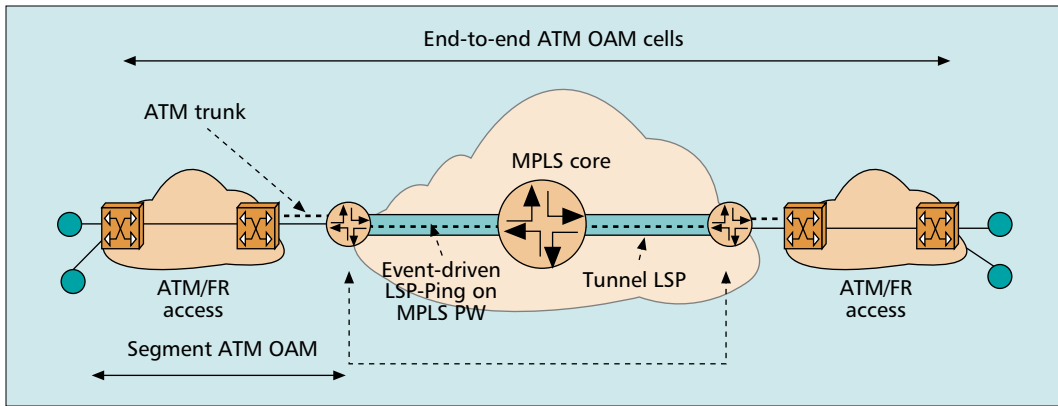 End-to-end ATM OAM cells
ATM trunk
MPLS core
Event-driven
LSP-Ping on
MPLS PW
Tunnel LSP
ATM/FR
access
ATM/FR
access
Segment ATM OAM